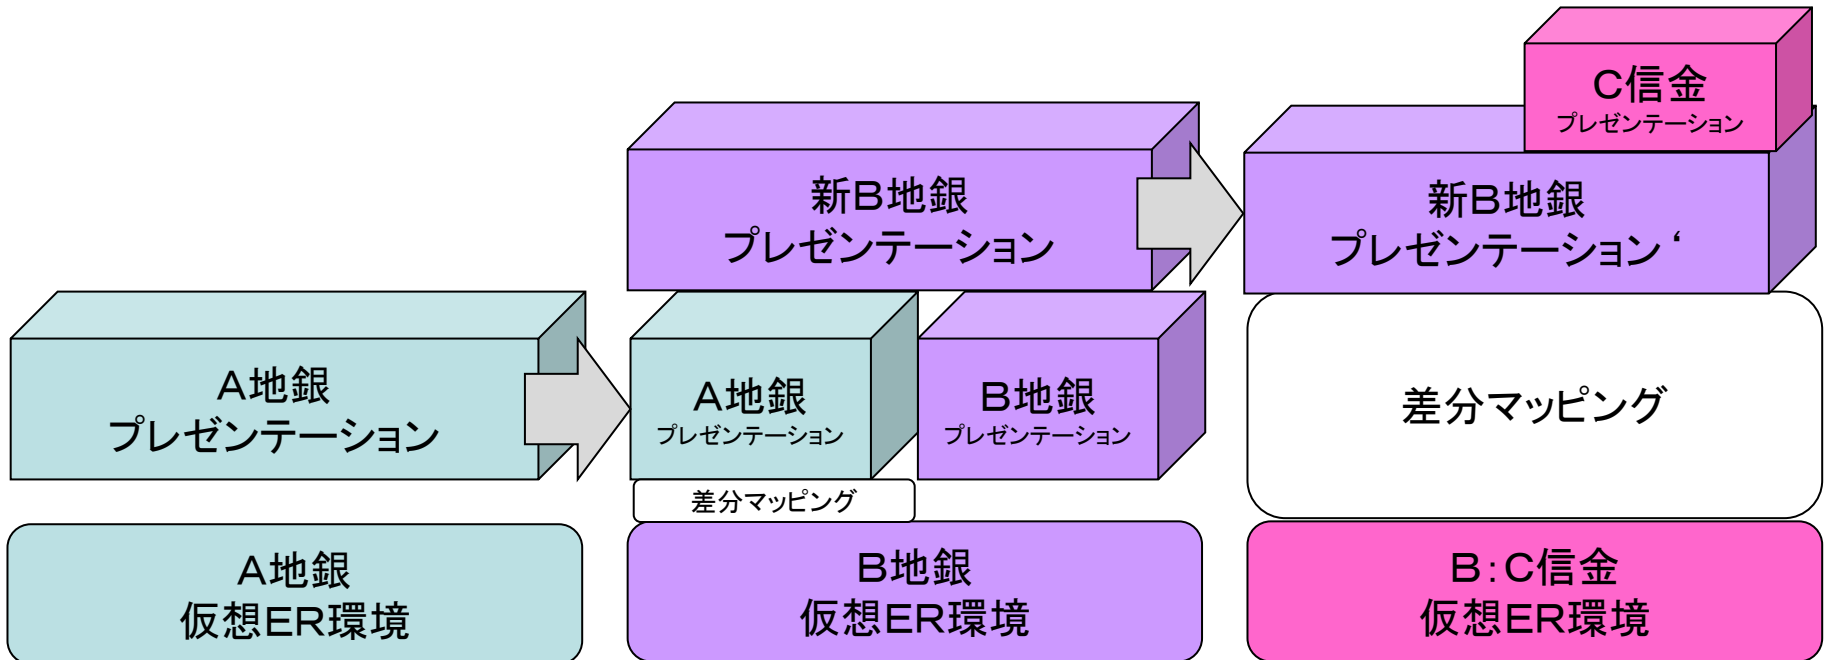 C信金
プレゼンテーション
新B地銀
プレゼンテーション
新B地銀
プレゼンテーション‘
A地銀
プレゼンテーション
A地銀
プレゼンテーション
B地銀
プレゼンテーション
差分マッピング
差分マッピング
A地銀
仮想ER環境
B地銀
仮想ER環境
B：C信金
仮想ER環境